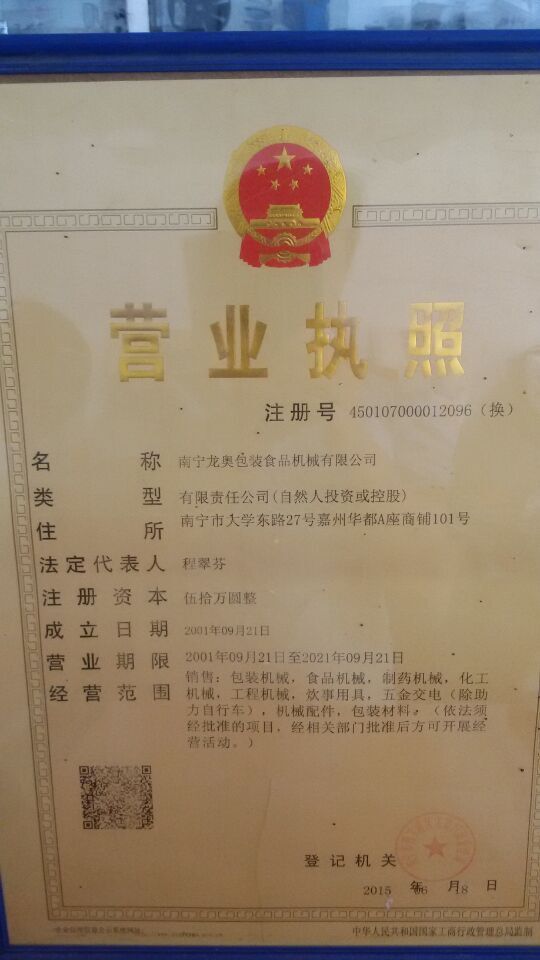 营业执照
注册号 450107000012096（换）
名称 南宁龙奥包装食品机械有限公司
类型 有限责任公司(自然人投资或控股)
住所 南宁市大学东路27号嘉州华都A座商铺101号
法定代表人 程翠芬
注册资本 伍拾万圆整
成立日期 2001年09月21日
营业期限 2001年09月21日至2021年09月21日
经营范围 销售：包装机械，食品机械，制药机械，化工
机械，工程机械，炊事用具，五金交电（除助
力自行车），机械配件，包装材料。（依法须
经批准的项目，经相关部门批准后方可开展经
营活动。）
登记机关
2015年06月18日
中华人民共和国国家工商行政管理总局监制